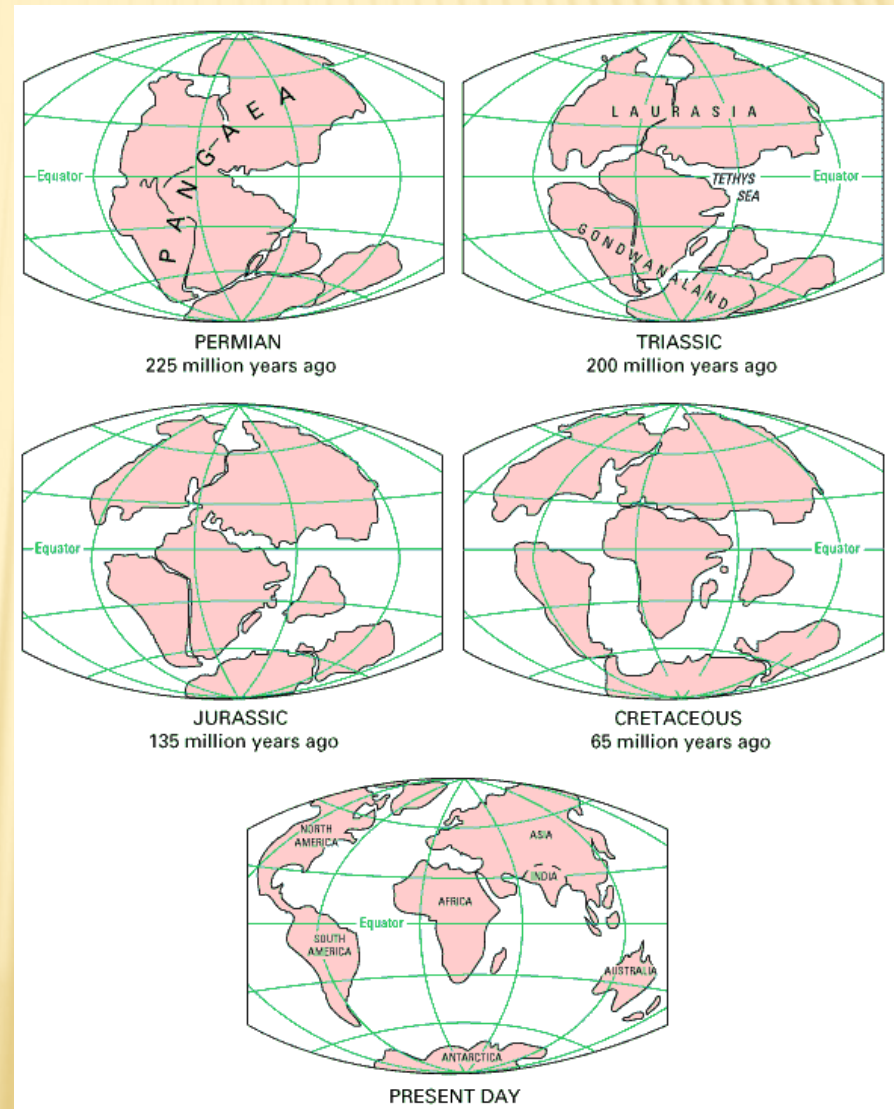 PANGAEA
Equator
PERMIAN
225 million years ago
LAURASIA
TETHYS
SEA
Equator
GONDWANALAND
TRIASSIC
200 million years ago
Equator
JURASSIC
135 million years ago
Equator
CRETACEOUS
65 million years ago
NORTH
AMERICA
ASIA
INDIA
AFRICA
Equator
SOUTH
AMERICA
AUSTRALIA
ANTARCTICA
PRESENT DAY